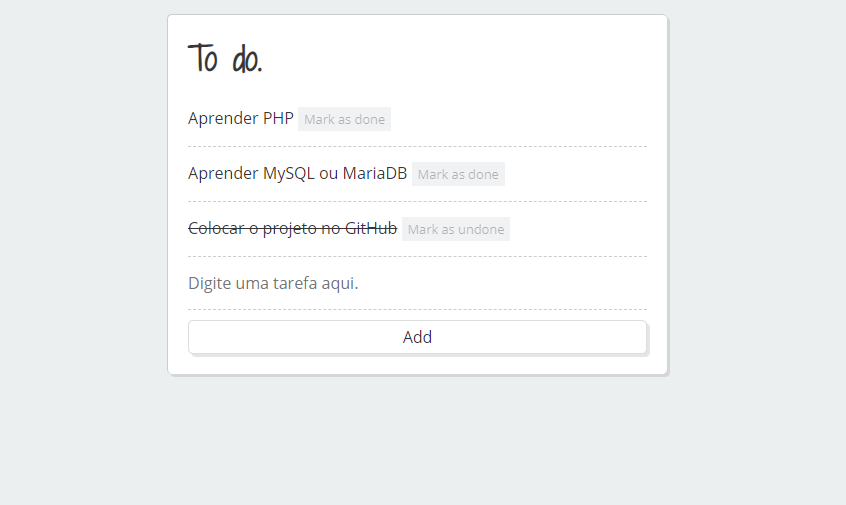 To do.
Aprender PHP Mark as done
Aprender MySQL ou MariaDB Mark as done
Colocar o projeto no GitHub Mark as undone
Digite uma tarefa aqui.
Add